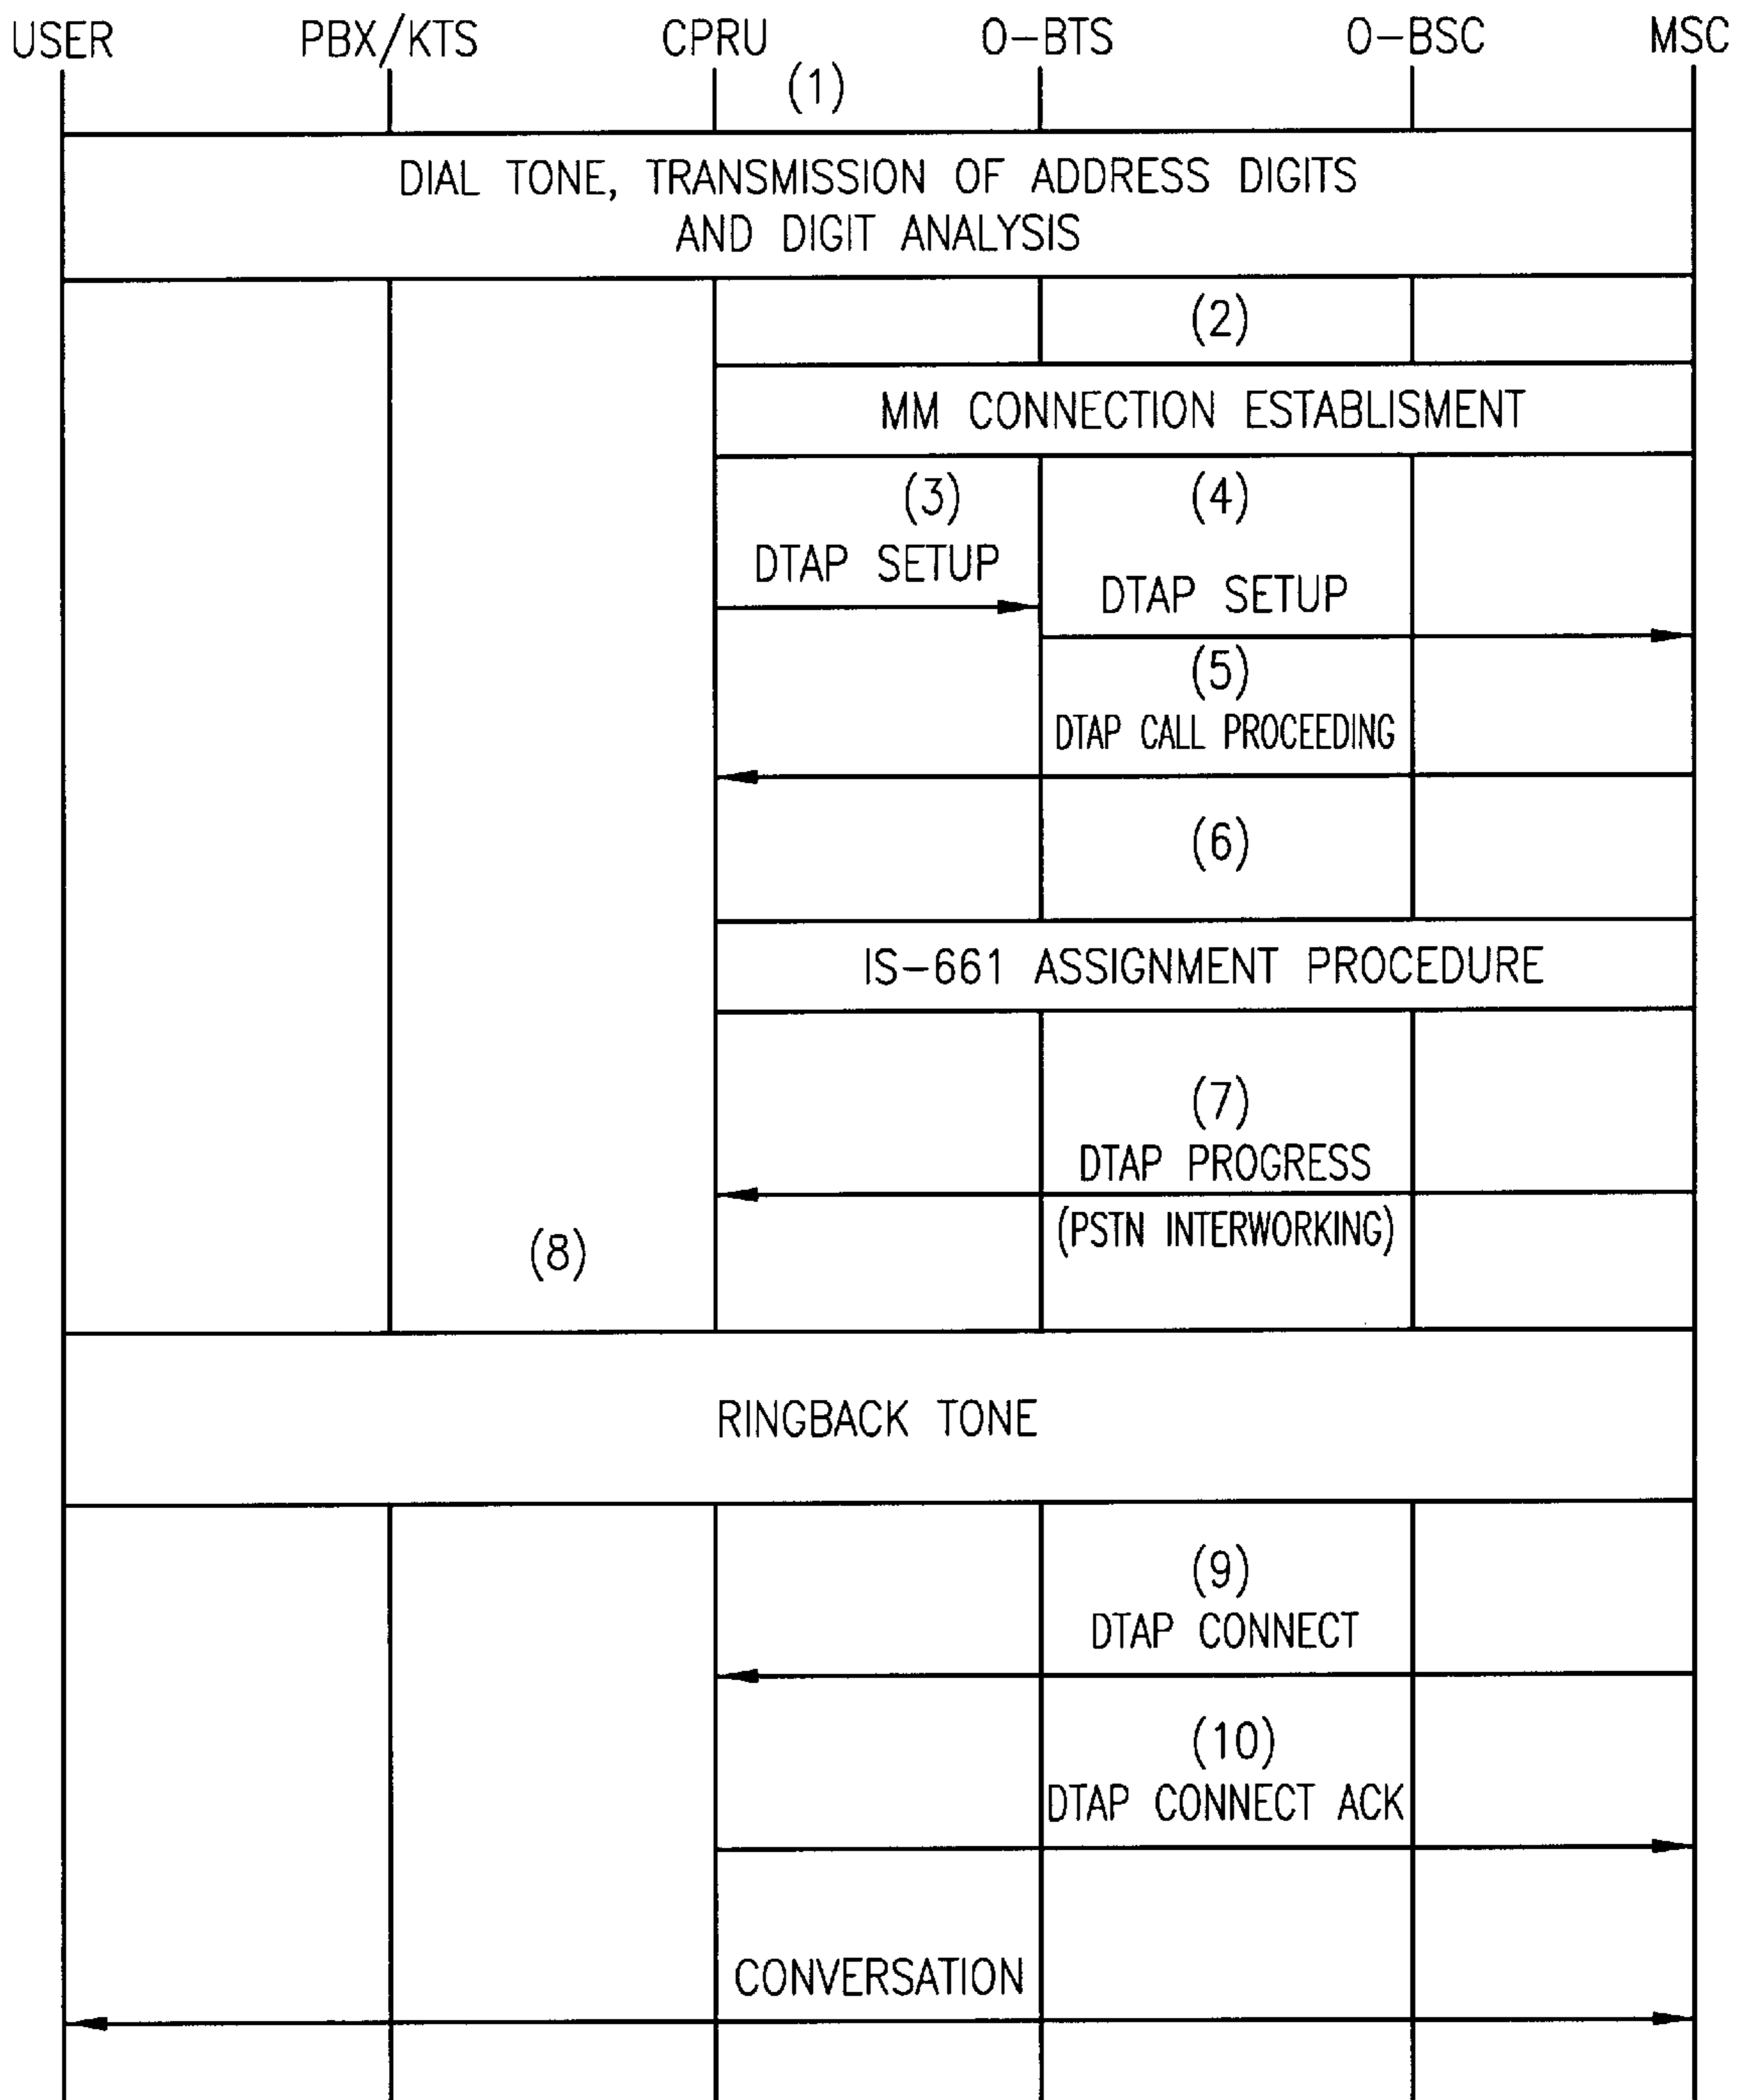 USER PBX/KTS CPRU O-BTS O-BSC MSC
(1)
DIAL TONE, TRANSMISSION OF ADDRESS DIGITS
AND DIGIT ANALYSIS
(2)
MM CONNECTION ESTABLISMENT
(3)
DTAP SETUP
(4)
DTAP SETUP
(5)
DTAP CALL PROCEEDING
(6)
IS-661 ASSIGNMENT PROCEDURE
(7)
DTAP PROGRESS
(PSTN INTERWORKING)
(8)
RINGBACK TONE
(9)
DTAP CONNECT
(10)
DTAP CONNECT ACK
CONVERSATION